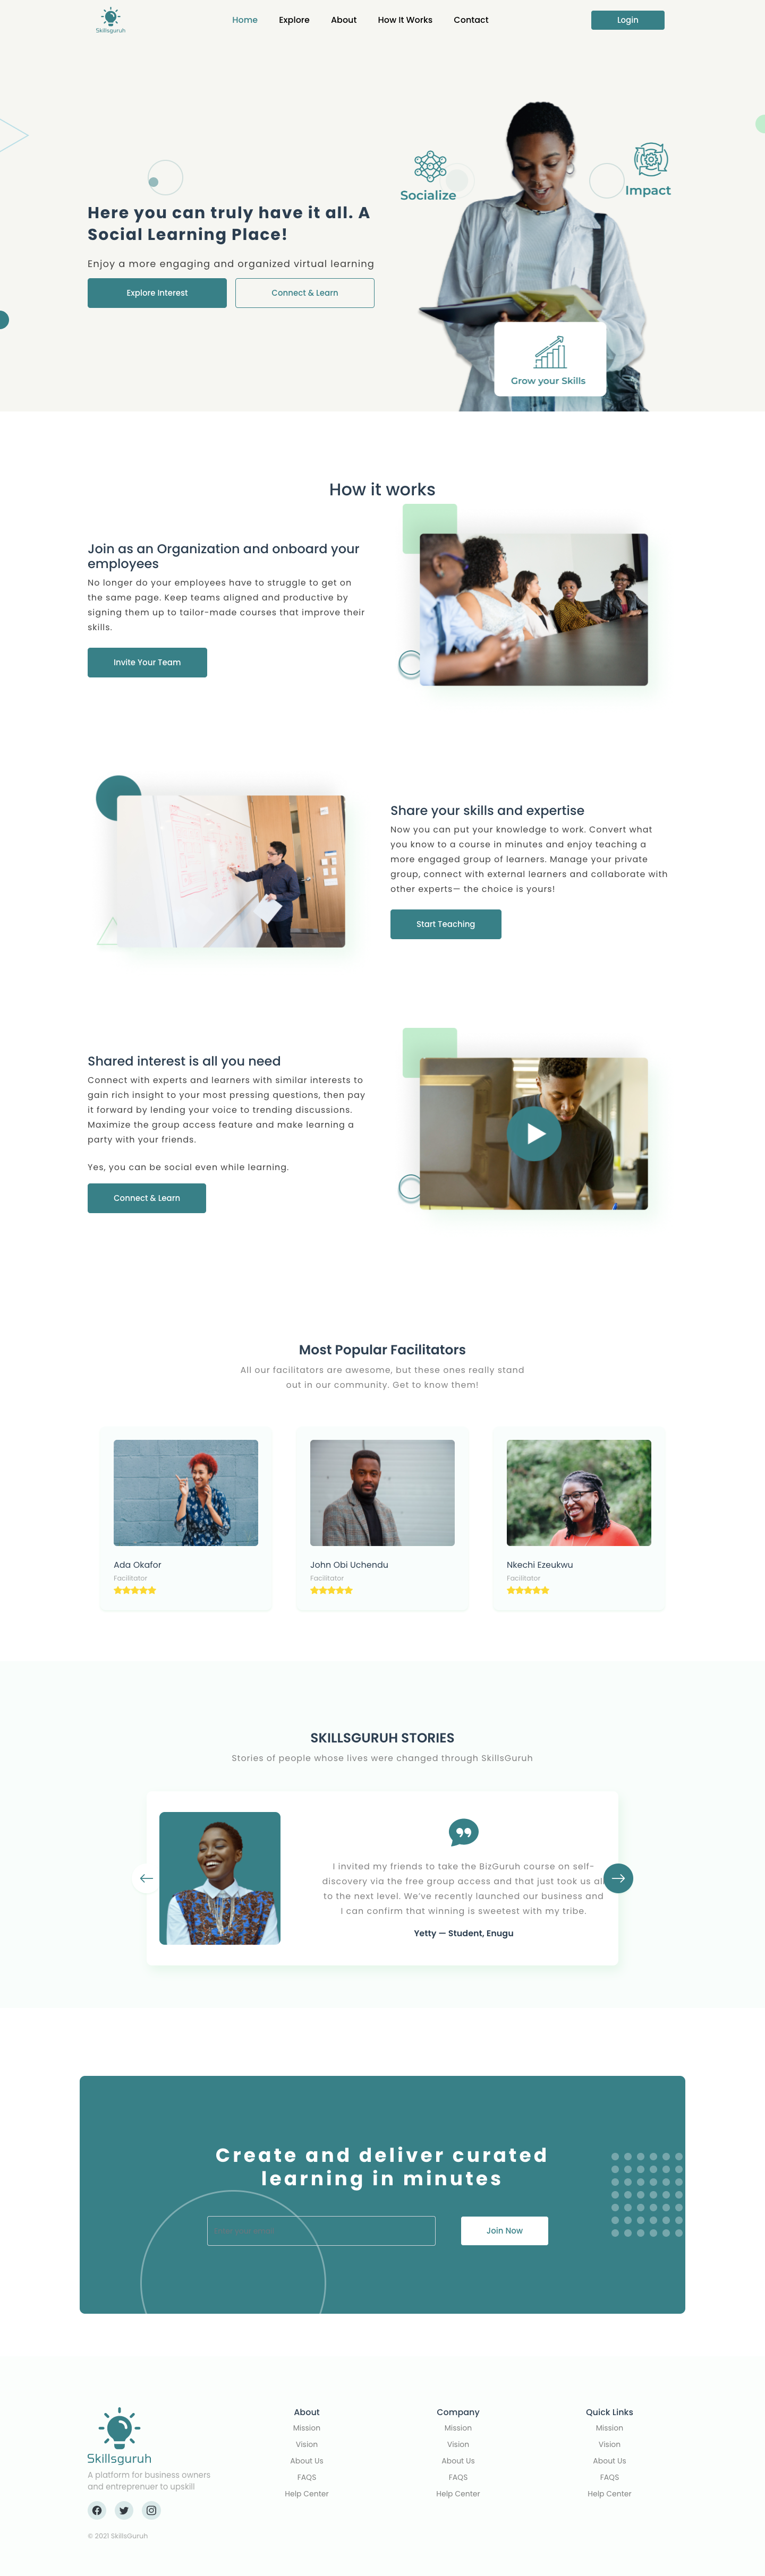 Skillsguruh
Home
Explore
About
How It Works
Contact
Login
Socialize
Impact
Here you can truly have it all. A
Social Learning Place!
Enjoy a more engaging and organized virtual learning
Explore Interest
Connect & Learn
Grow your Skills
How it works
Join as an Organization and onboard your
employees
No longer do your employees have to struggle to get on
the same page. Keep teams aligned and productive by
signing them up to tailor-made courses that improve their
skills.
Invite Your Team
Share your skills and expertise
Now you can put your knowledge to work. Convert what
you know to a course in minutes and enjoy teaching a
more engaged group of learners. Manage your private
group, connect with external learners and collaborate with
other experts— the choice is yours!
Start Teaching
Shared interest is all you need
Connect with experts and learners with similar interests to
gain rich insight to your most pressing questions, then pay
it forward by lending your voice to trending discussions.
Maximize the group access feature and make learning a
party with your friends.
Yes, you can be social even while learning.
Connect & Learn
Most Popular Facilitators
All our facilitators are awesome, but these ones really stand
out in our community. Get to know them!
Ada Okafor
Facilitator
John Obi Uchendu
Facilitator
Nkechi Ezeukwu
Facilitator
SKILLSGURUH STORIES
Stories of people whose lives were changed through SkillsGuruh
I invited my friends to take the BizGuruh course on self-
discovery via the free group access and that just took us all
to the next level. We've recently launched our business and
I can confirm that winning is sweetest with my tribe.
Yetty — Student, Enugu
Create and deliver curated
learning in minutes
Join Now
Skillsguruh
A platform for business owners
and entreprenuer to upskill
© 2021 SkillsGuruh
About
Mission
Vision
About Us
FAQS
Help Center
Company
Mission
Vision
About Us
FAQS
Help Center
Quick Links
Mission
Vision
About Us
FAQS
Help Center